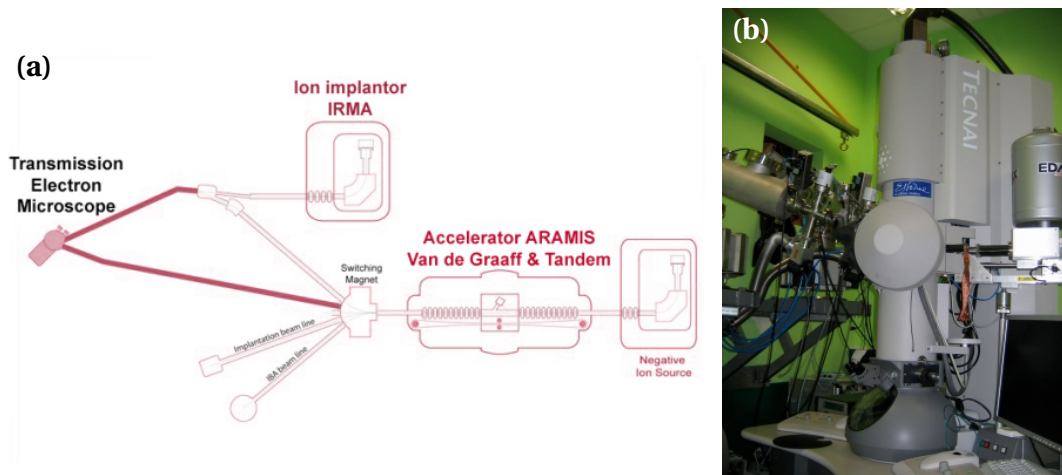 (a)
Ion implantor
IRMA
Transmission
Electron
Microscope
Accelerator ARAMIS
Van de Graaff & Tandem
Switching
Magnet
Implantation beam line
IBA beam line
Negative
Ion Source
(b)
TECNAI